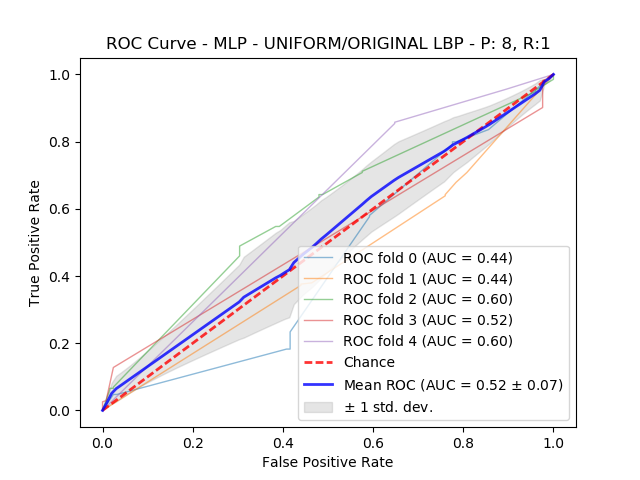 ROC Curve - MLP - UNIFORM/ORIGINAL LBP - P: 8, R:1
True Positive Rate
1.0
0.8
0.6
0.4
0.2
0.0
ROC fold 0 (AUC = 0.44)
ROC fold 1 (AUC = 0.44)
ROC fold 2 (AUC = 0.60)
ROC fold 3 (AUC = 0.52)
ROC fold 4 (AUC = 0.60)
Chance
Mean ROC (AUC = 0.52 ± 0.07)
± 1 std. dev.
0.0 0.2 0.4 0.6 0.8 1.0
False Positive Rate